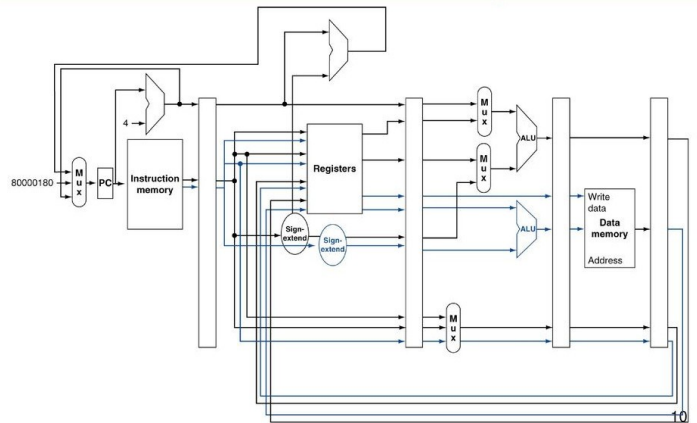 4
80000180
M
u
x
PC
Instruction
memory
Registers
Sign-
extend
Sign-
extend
M
u
x
M
u
x
ALU
ALU
M
u
x
Write
data
Data
memory
Address
10